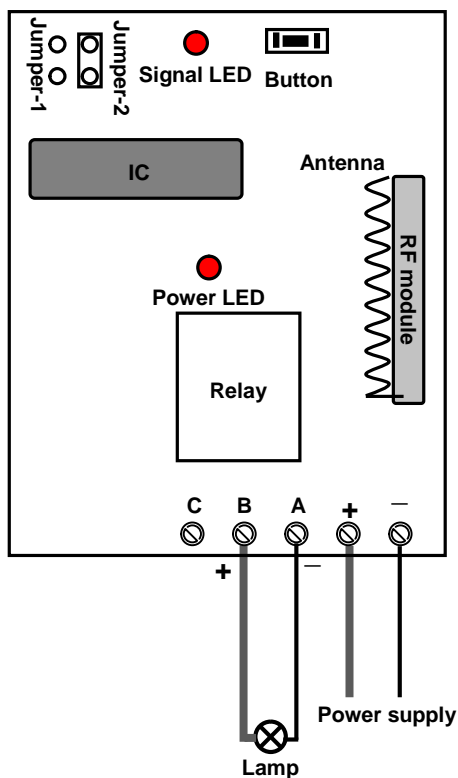 Jumper-1
Jumper-2
Signal LED
Button
IC
Antenna
RF module
Power LED
Relay
C B A + —
+ —
Power supply
Lamp